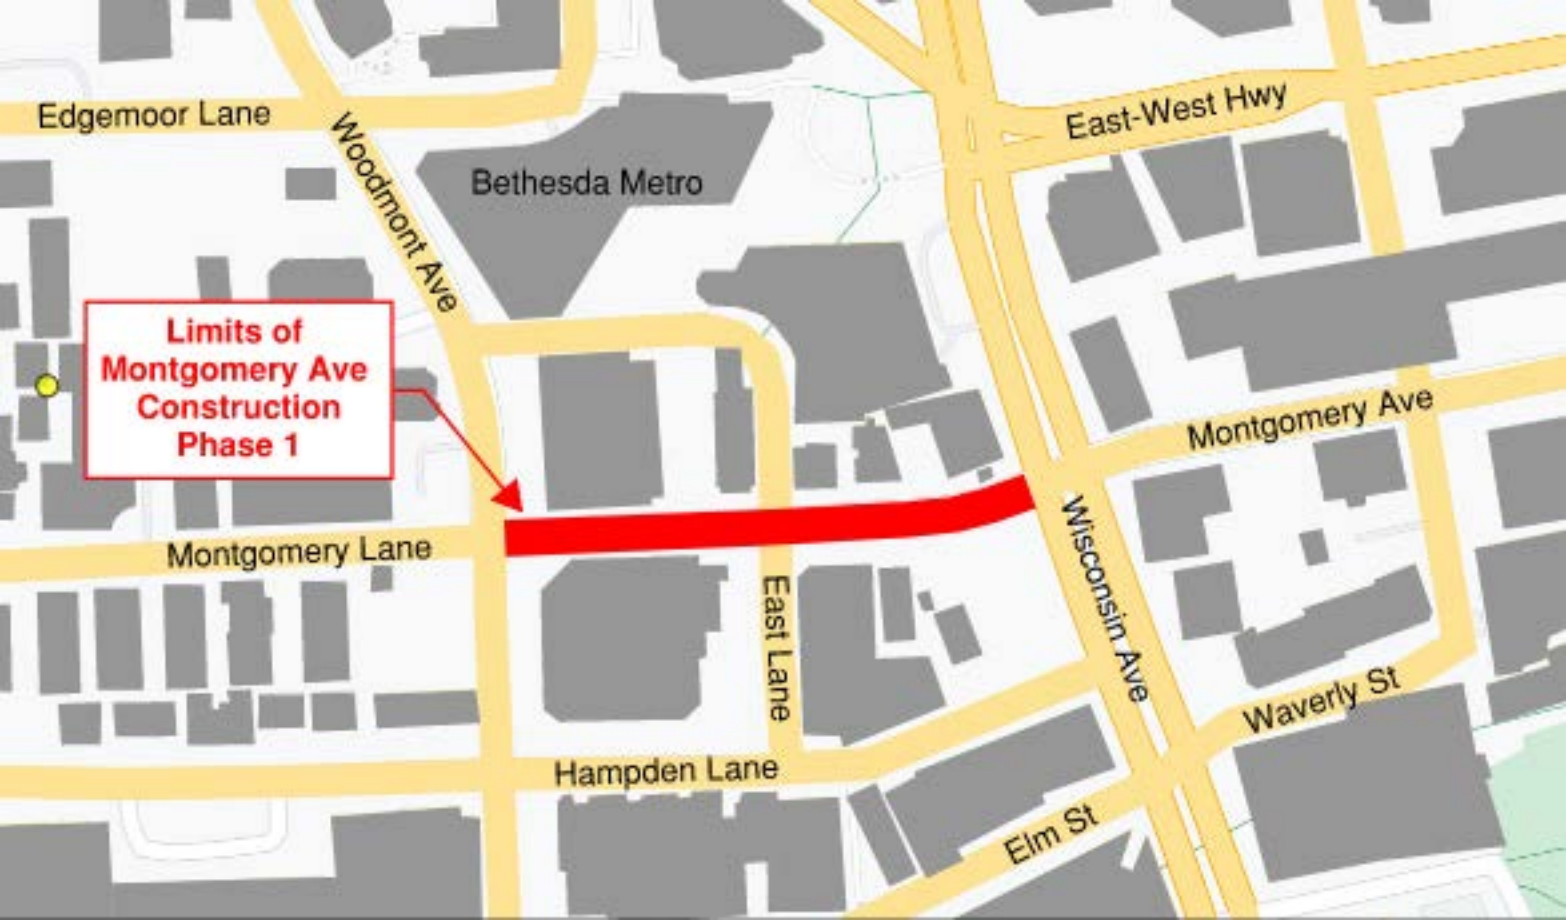 Edgemoor Lane
Woodmont Ave
Bethesda Metro
East-West Hwy
Limits of
Montgomery Ave
Construction
Phase 1
Montgomery Ave
Montgomery Lane
Wisconsin Ave
East Lane
Waverly St
Hampden Lane
Elm St